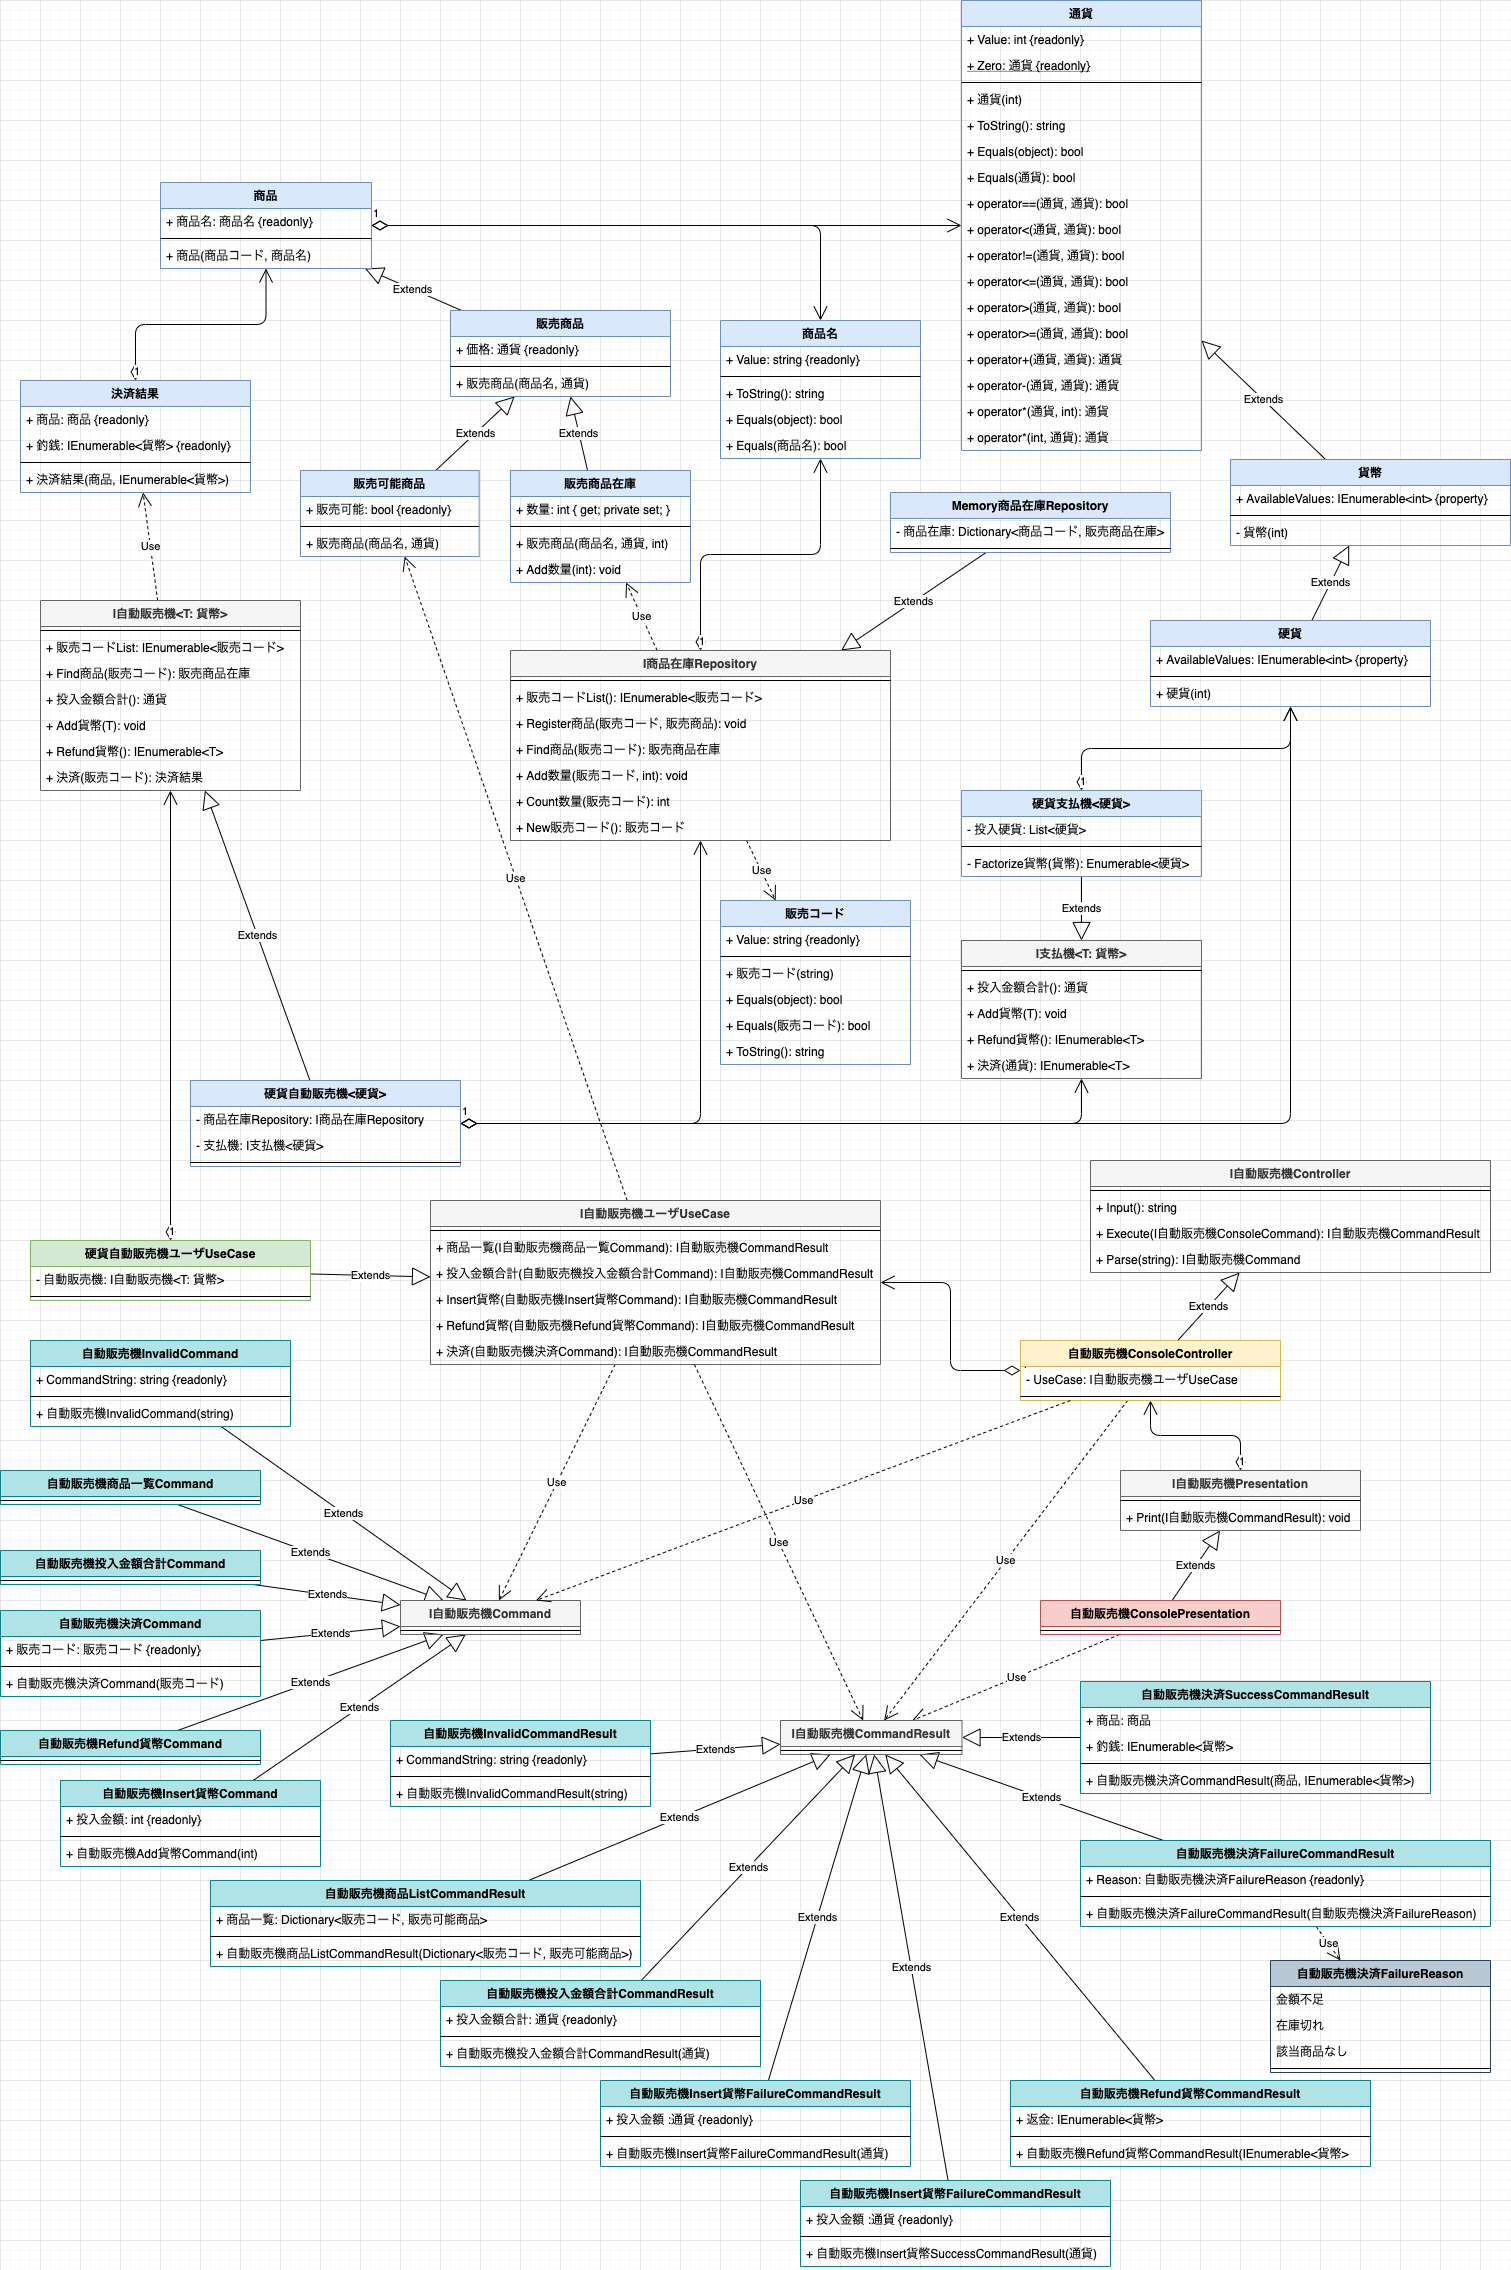 通貨
+ Value: int {readonly}
+ Zero: 通貨 {readonly}
+ 通貨(int)
+ ToString(): string
+ Equals(object): bool
+ Equals(通貨): bool
+ operator==(通貨, 通貨): bool
+ operator<(通貨, 通貨): bool
+ operator!=(通貨, 通貨): bool
+ operator<=(通貨, 通貨): bool
+ operator>(通貨, 通貨): bool
+ operator>=(通貨, 通貨): bool
+ operator+(通貨, 通貨): 通貨
+ operator-(通貨, 通貨): 通貨
+ operator*(通貨, int): 通貨
+ operator*(int, 通貨): 通貨
商品
+ 商品名: 商品名 {readonly}
+ 商品(商品コード, 商品名)
1
Extends
販売商品
+ 価格: 通貨 {readonly}
+ 販売商品(商品名, 通貨)
商品名
+ Value: string {readonly}
+ ToString(): string
+ Equals(object): bool
+ Equals(商品名): bool
1
決済結果
+ 商品: 商品 {readonly}
+ 釣銭: IEnumerable<貨幣> {readonly}
+ 決済結果(商品, IEnumerable<貨幣>)
Extends
Extends
Extends
販売可能商品
+ 販売可能: bool {readonly}
+ 販売商品(商品名, 通貨)
販売商品在庫
+ 数量: int { get; private set; }
+ 販売商品(商品名, 通貨, int)
+ Add数量(int): void
Memory商品在庫Repository
- 商品在庫: Dictionary<商品コード, 販売商品在庫>
貨幣
+ AvailableValues: IEnumerable<int> {property}
- 貨幣(int)
Use
Use
Extends
Extends
I自動販売機<T: 貨幣>
+ 販売コードList: IEnumerable<販売コード>
+ Find商品(販売コード): 販売商品在庫
+ 投入金額合計(): 通貨
+ Add貨幣(T): void
+ Refund貨幣(): IEnumerable<T>
+ 決済(販売コード): 決済結果
1
I商品在庫Repository
+ 販売コードList(): IEnumerable<販売コード>
+ Register商品(販売コード, 販売商品): void
+ Find商品(販売コード): 販売商品在庫
+ Add数量(販売コード, int): void
+ Count数量(販売コード): int
+ New販売コード(): 販売コード
硬貨
+ AvailableValues: IEnumerable<int> {property}
+ 硬貨(int)
1
硬貨支払機<硬貨>
- 投入硬貨: List<硬貨>
- Factorize貨幣(貨幣): Enumerable<硬貨>
Use
Use
Extends
Extends
販売コード
+ Value: string {readonly}
+ 販売コード(string)
+ Equals(object): bool
+ Equals(販売コード): bool
+ ToString(): string
I支払機<T: 貨幣>
+ 投入金額合計(): 通貨
+ Add貨幣(T): void
+ Refund貨幣(): IEnumerable<T>
+ 決済(通貨): IEnumerable<T>
硬貨自動販売機<硬貨>
- 商品在庫Repository: I商品在庫Repository
- 支払機: I支払機<硬貨>
1
I自動販売機Controller
+ Input(): string
+ Execute(I自動販売機ConsoleCommand): I自動販売機CommandResult
+ Parse(string): I自動販売機Command
1
硬貨自動販売機ユーザUseCase
- 自動販売機: I自動販売機<T: 貨幣>
Extends
I自動販売機ユーザUseCase
+ 商品一覧(I自動販売機商品一覧Command): I自動販売機CommandResult
+ 投入金額合計(自動販売機投入金額合計Command): I自動販売機CommandResult
+ Insert貨幣(自動販売機Insert貨幣Command): I自動販売機CommandResult
+ Refund貨幣(自動販売機Refund貨幣Command): I自動販売機CommandResult
+ 決済(自動販売機決済Command): I自動販売機CommandResult
Extends
自動販売機ConsoleController
- UseCase: I自動販売機ユーザUseCase
自動販売機InvalidCommand
+ CommandString: string {readonly}
+ 自動販売機InvalidCommand(string)
1
I自動販売機Presentation
+ Print(I自動販売機CommandResult): void
自動販売機商品一覧Command
Extends
Use
Use
Use
Use
Extends
Extends
自動販売機投入金額合計Command
Extends
I自動販売機Command
自動販売機ConsolePresentation
自動販売機決済Command
+ 販売コード: 販売コード {readonly}
+ 自動販売機決済Command(販売コード)
Extends
Extends
Extends
Use
自動販売機Refund貨幣Command
自動販売機Insert貨幣Command
+ 投入金額: int {readonly}
+ 自動販売機Add貨幣Command(int)
自動販売機InvalidCommandResult
+ CommandString: string {readonly}
+ 自動販売機InvalidCommandResult(string)
Extends
I自動販売機CommandResult
Extends
自動販売機決済SuccessCommandResult
+ 商品: 商品
+ 釣銭: IEnumerable<貨幣>
+ 自動販売機決済CommandResult(商品, IEnumerable<貨幣>)
Extends
Extends
Extends
Extends
Extends
Extends
自動販売機決済FailureCommandResult
+ Reason: 自動販売機決済FailureReason {readonly}
+ 自動販売機決済FailureCommandResult(自動販売機決済FailureReason)
Use
自動販売機商品ListCommandResult
+ 商品一覧: Dictionary<販売コード, 販売可能商品>
+ 自動販売機商品ListCommandResult(Dictionary<販売コード, 販売可能商品>)
自動販売機決済FailureReason
金額不足
在庫切れ
該当商品なし
自動販売機投入金額合計CommandResult
+ 投入金額合計: 通貨 {readonly}
+ 自動販売機投入金額合計CommandResult(通貨)
自動販売機Insert貨幣FailureCommandResult
+ 投入金額 :通貨 {readonly}
+ 自動販売機Insert貨幣FailureCommandResult(通貨)
自動販売機Refund貨幣CommandResult
+ 返金: IEnumerable<貨幣>
+ 自動販売機Refund貨幣CommandResult(IEnumerable<貨幣>
自動販売機Insert貨幣FailureCommandResult
+ 投入金額 :通貨 {readonly}
+ 自動販売機Insert貨幣SuccessCommandResult(通貨)